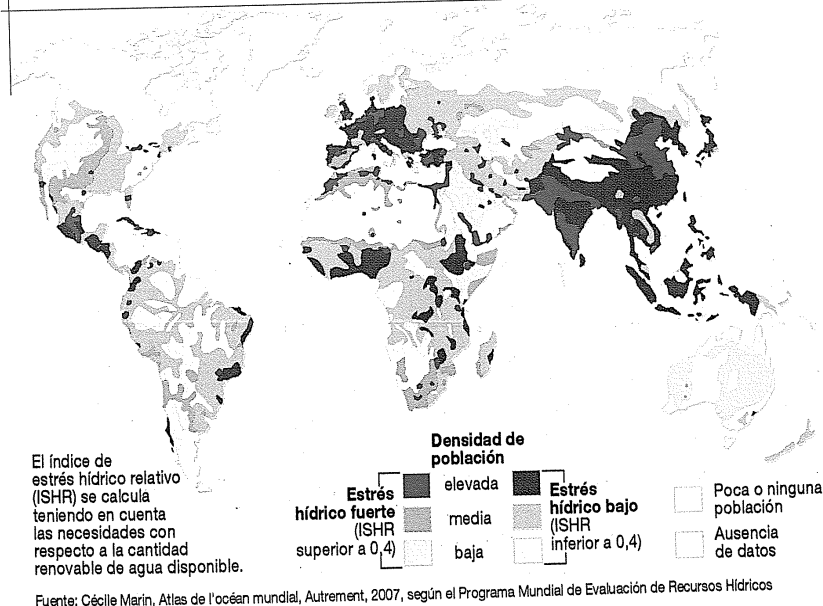 El índice de
estrés hídrico relativo
(ISHR) se calcula
teniendo en cuenta
las necesidades con
respecto a la cantidad
renovable de agua disponible.
Densidad de
población
Estrés
hídrico fuerte
(ISHR
superior a 0,4)
elevada
media
baja
Estrés
hídrico bajo
(ISHR
inferior a 0,4)
Poca o ninguna
población
Ausencia
de datos
Fuente: Cécile Marin, Atlas de l'océan mundial, Autrement, 2007, según el Programa Mundial de Evaluación de Recursos Hídricos